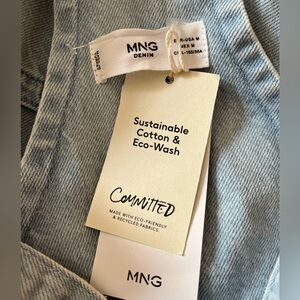 MNG
DENIM
Sustainable
Cotton &
Eco-Wash
COMMITTED
MADE WITH ECO-FRIENDLY
& RECYCLED FABRICS.
MNG